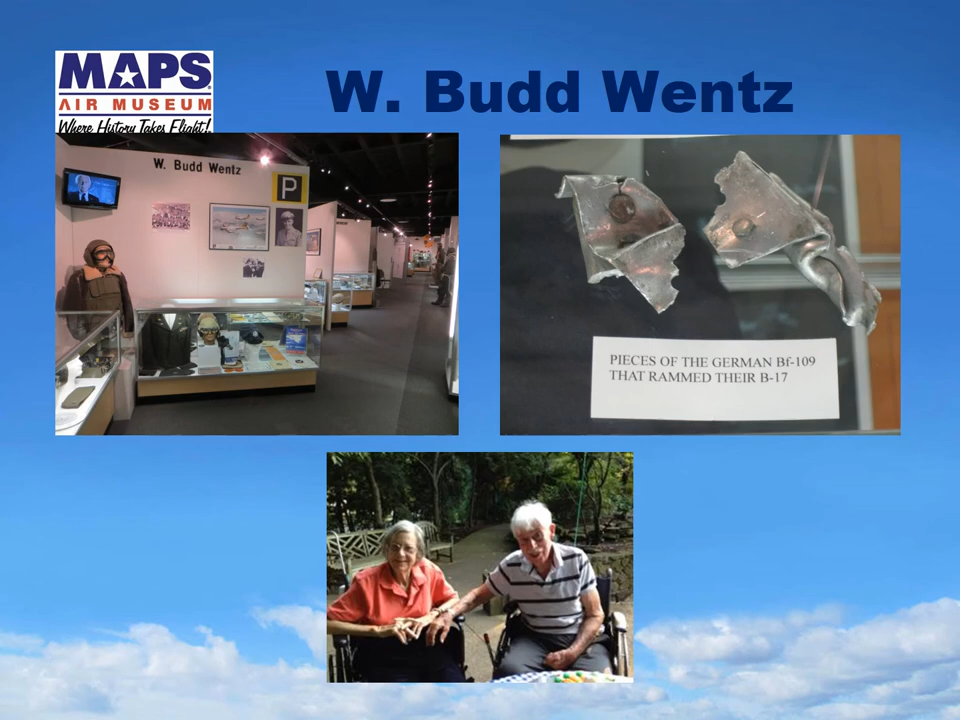 MAPS
AIR MUSEUM
Where History Takes Flight!
W. Budd Wentz
W. Budd Wentz
P
PIECES OF THE GERMAN Bf-109
THAT RAMMED THEIR B-17